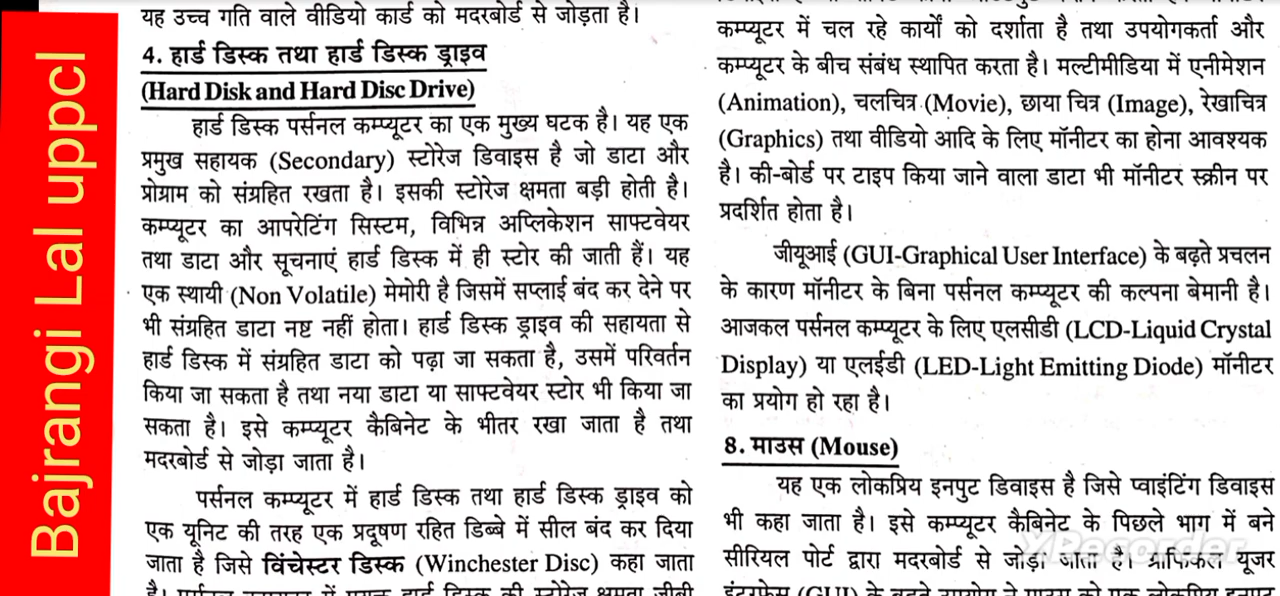 Bajrangi Lal uppcl
यह उच्च गति वाले वीडियो कार्ड को मदरबोर्ड से जोड़ता है।
4. हार्ड डिस्क तथा हार्ड डिस्क ड्राइव
(Hard Disk and Hard Disc Drive)
हार्ड डिस्क पर्सनल कम्प्यूटर का एक मुख्य घटक है। यह एक
प्रमुख सहायक (Secondary) स्टोरेज डिवाइस है जो डाटा और
प्रोग्राम को संग्रहित रखता है। इसकी स्टोरेज क्षमता बड़ी होती है।
कम्प्यूटर का आपरेटिंग सिस्टम, विभिन्न अप्लिकेशन साफ्टवेयर
तथा डाटा और सूचनाएं हार्ड डिस्क में ही स्टोर की जाती हैं। यह
एक स्थायी (Non Volatile) मेमोरी है जिसमें सप्लाई बंद कर देने पर
भी संग्रहित डाटा नष्ट नहीं होता। हार्ड डिस्क ड्राइव की सहायता से
हार्ड डिस्क में संग्रहित डाटा को पढ़ा जा सकता है, उसमें परिवर्तन
किया जा सकता है तथा नया डाटा या साफ्टवेयर स्टोर भी किया जा
सकता है। इसे कम्प्यूटर कैबिनेट के भीतर रखा जाता है तथा
मदरबोर्ड से जोड़ा जाता है।
पर्सनल कम्प्यूटर में हार्ड डिस्क तथा हार्ड डिस्क ड्राइव को
एक यूनिट की तरह एक प्रदूषण रहित डिब्बे में सील बंद कर दिया
जाता है जिसे विंचेस्टर डिस्क (Winchester Disc) कहा जाता
कम्प्यूटर में चल रहे कार्यों को दर्शाता है तथा उपयोगकर्ता और
कम्प्यूटर के बीच संबंध स्थापित करता है। मल्टीमीडिया में एनीमेशन
(Animation), चलचित्र (Movie), छाया चित्र (Image), रेखाचित्र
(Graphics) तथा वीडियो आदि के लिए मॉनीटर का होना आवश्यक
है। की-बोर्ड पर टाइप किया जाने वाला डाटा भी मॉनीटर स्क्रीन पर
प्रदर्शित होता है।
जीयूआई (GUI-Graphical User Interface) के बढ़ते प्रचलन
के कारण मॉनीटर के बिना पर्सनल कम्प्यूटर की कल्पना बेमानी है।
आजकल पर्सनल कम्प्यूटर के लिए एलसीडी (LCD-Liquid Crystal
Display) या एलईडी (LED-Light Emitting Diode) मॉनीटर
का प्रयोग हो रहा है।
8. माउस (Mouse)
यह एक लोकप्रिय इनपुट डिवाइस है जिसे प्वाइंटिंग डिवाइस
भी कहा जाता है। इसे कम्प्यूटर कैबिनेट के पिछले भाग में बने
सीरियल पोर्ट द्वारा मदरबोर्ड से जोड़ा जाता है। ग्राफिकल यूजर
XRecorder